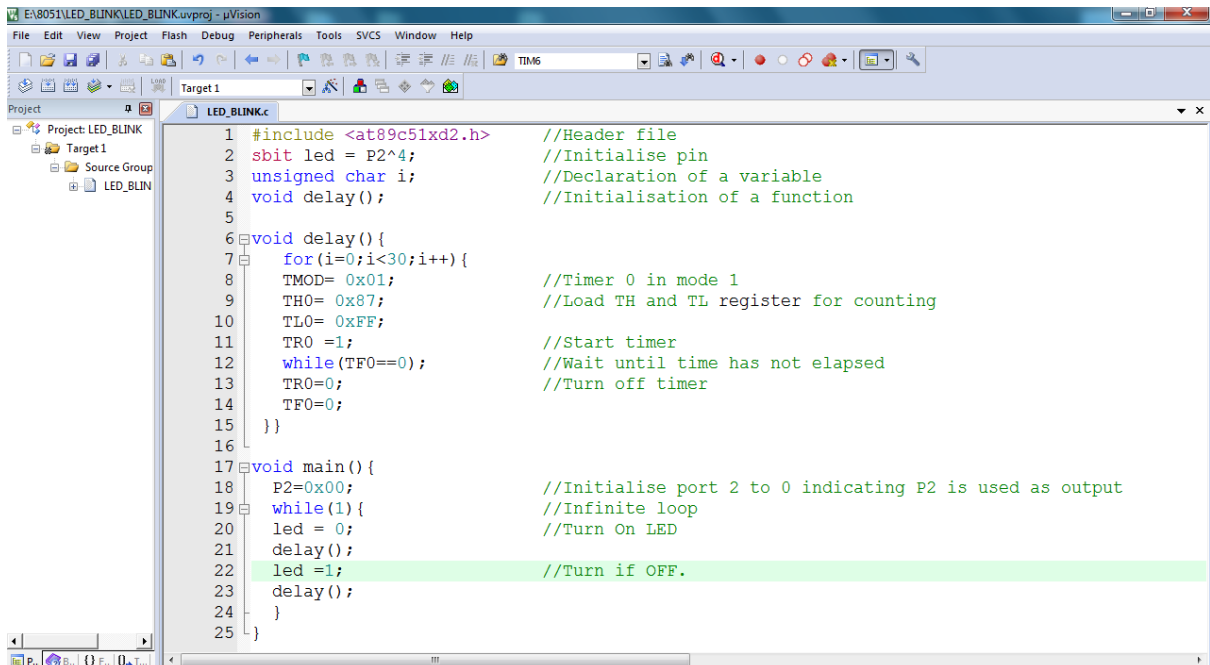 E:\8051\LED_BLINK\LED_BLINK.uvproj - µVision
File Edit View Project Flash Debug Peripherals Tools SVCS Window Help
TIM6
LOAD
Target 1
Project
LED_BLINK.c
Project: LED_BLINK
Target 1
Source Group
LED_BLIN
1 #include <at89c51xd2.h> //Header file
2 sbit led = P2^4; //Initialise pin
3 unsigned char i; //Declaration of a variable
4 void delay(); //Initialisation of a function
5
6 void delay(){
7 for(i=0;i<30;i++){
8 TMOD= 0x01; //Timer 0 in mode 1
9 TH0= 0x87; //Load TH and TL register for counting
10 TL0= 0xFF;
11 TR0 =1; //Start timer
12 while(TF0==0); //Wait until time has not elapsed
13 TR0=0; //Turn off timer
14 TF0=0;
15 }}
16
17 void main(){
18 P2=0x00; //Initialise port 2 to 0 indicating P2 is used as output
19 while(1){ //Infinite loop
20 led = 0; //Turn On LED
21 delay();
22 led =1; //Turn if OFF.
23 delay();
24 }
25 }
P... B... {} F... 0. T...